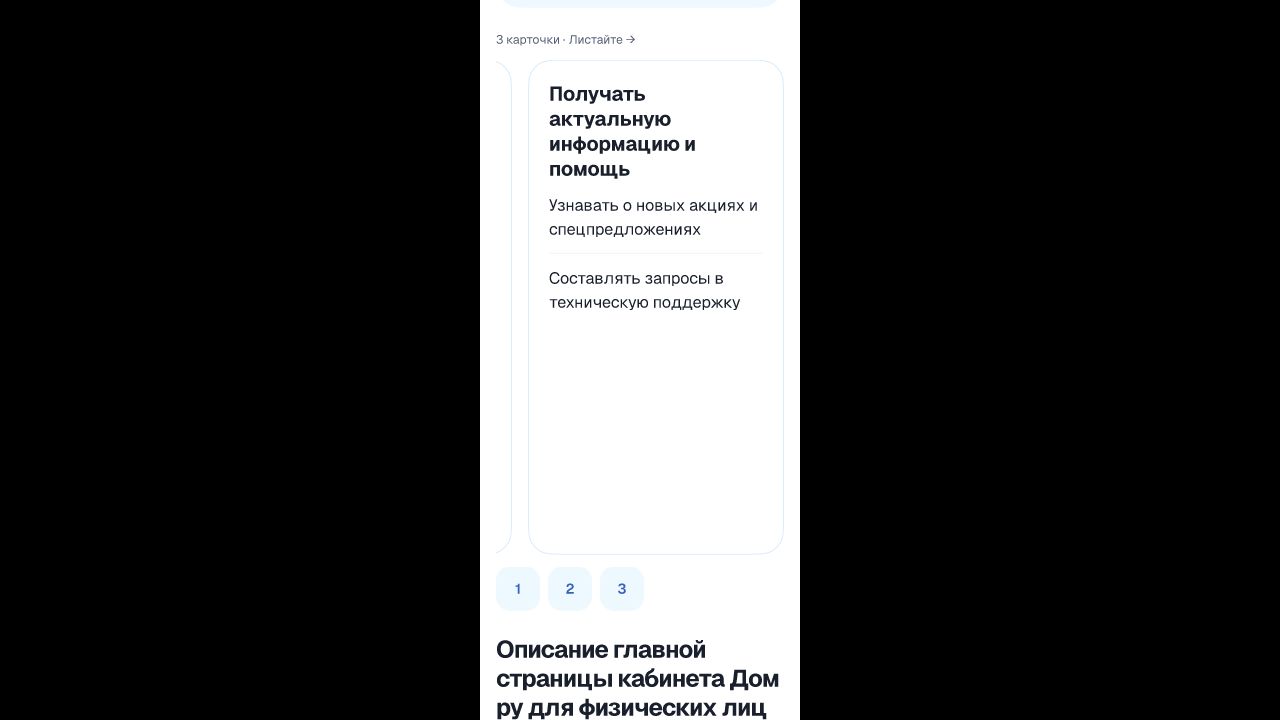 3 карточки · Листайте →
Получать
актуальную
информацию и
помощь
Узнавать о новых акциях и
спецпредложениях
Составлять запросы в
техническую поддержку
1
2
3
Описание главной
страницы кабинета Дом
ру для физических лиц